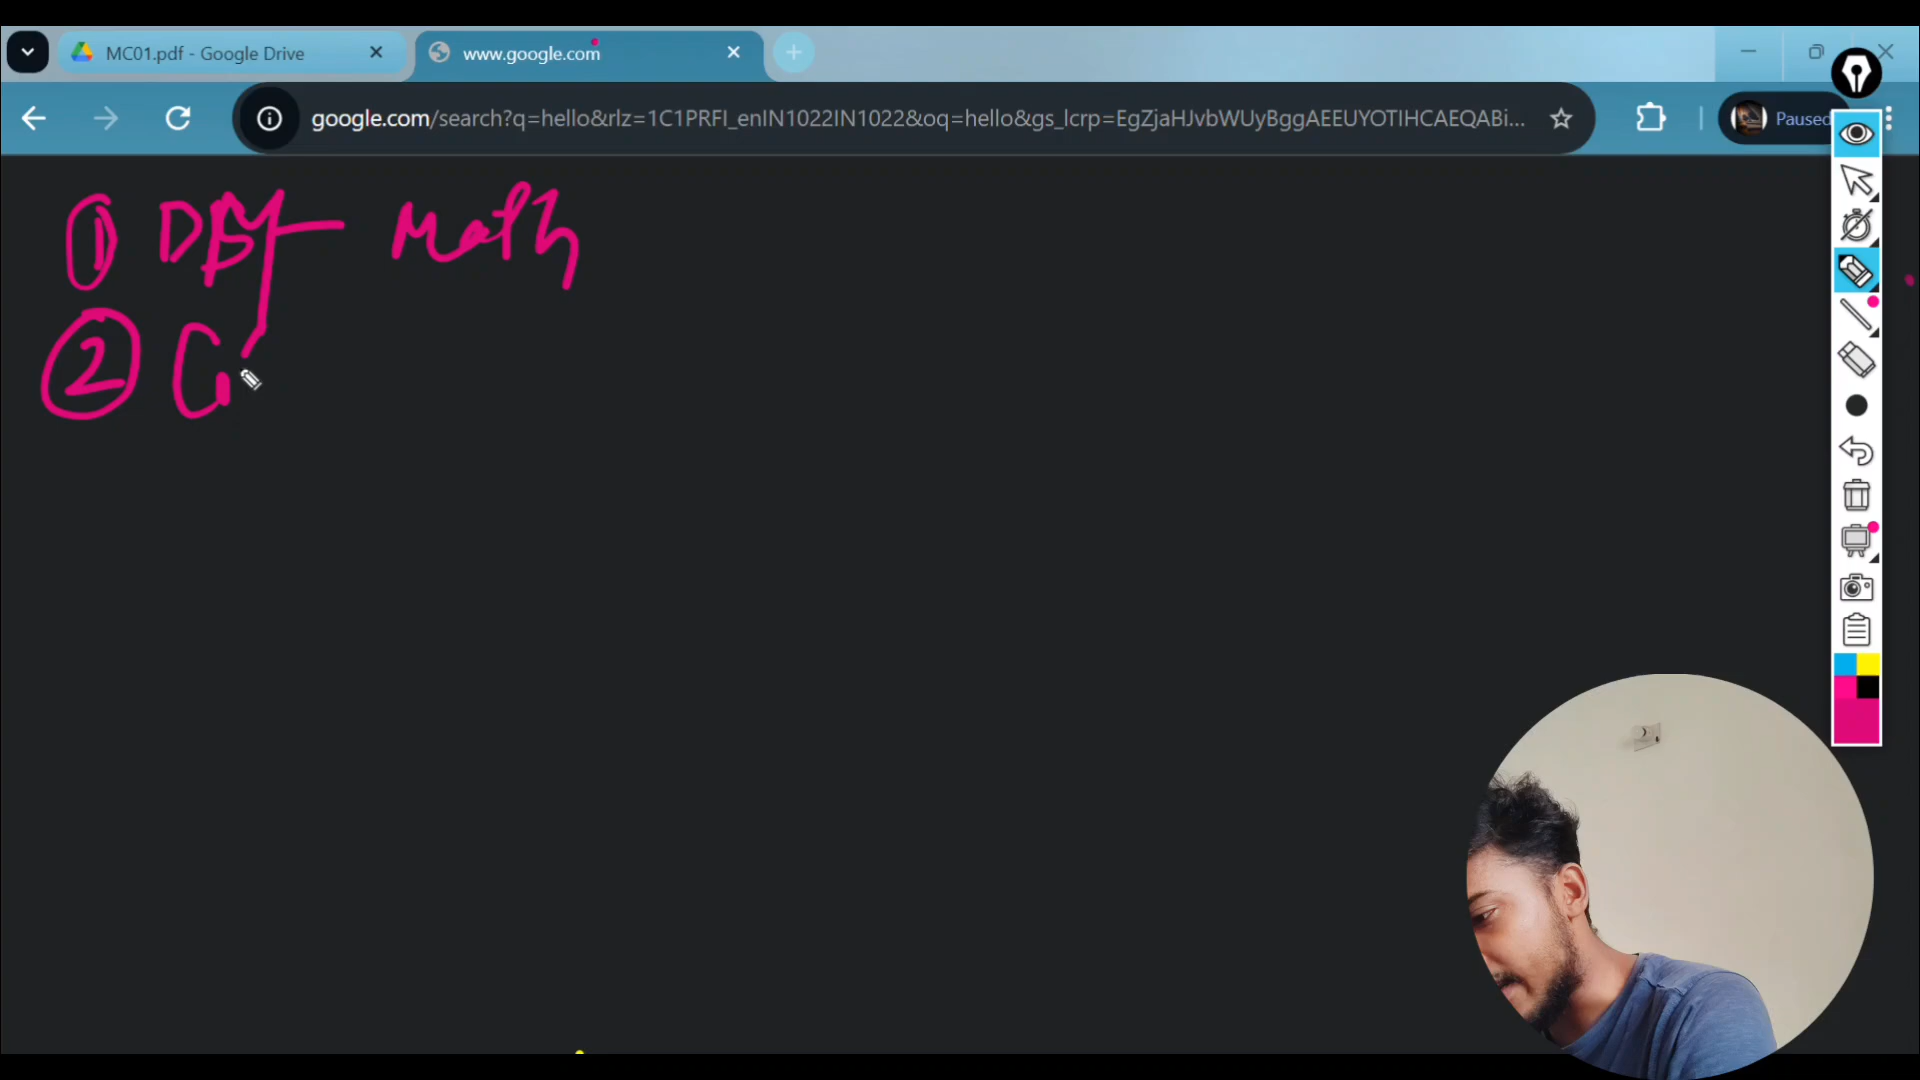 MC01.pdf - Google Drive
www.google.com
google.com/search?q=hello&rlz=1C1PRFI_enIN1022IN1022&oq=hello&gs_lcrp=EgZjaHJvbWUyBggAEEUYOTIHCAEQABi...
Paused
① Math
②